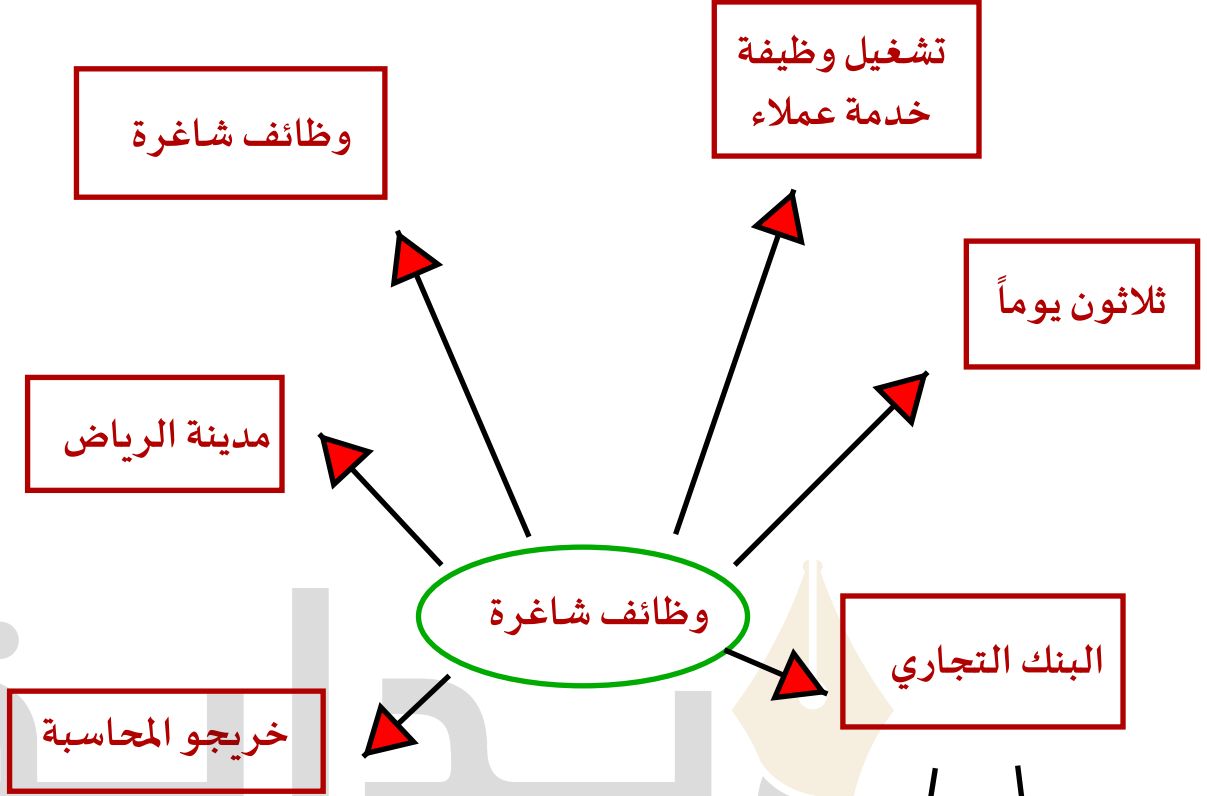 تشغيل وظيفة
خدمة عملاء
وظائف شاغرة
ثلاثون يوماً
مدينة الرياض
وظائف شاغرة
البنك التجاري
خريجو المحاسبة